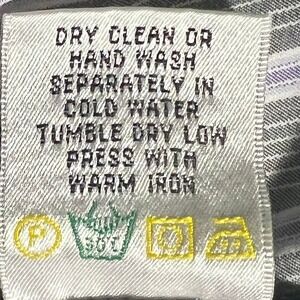 DRY CLEAN OR
HAND WASH
SEPARATELY IN
COLD WATER
TUMBLE DRY LOW
PRESS WITH
WARM IRON
P
30°C